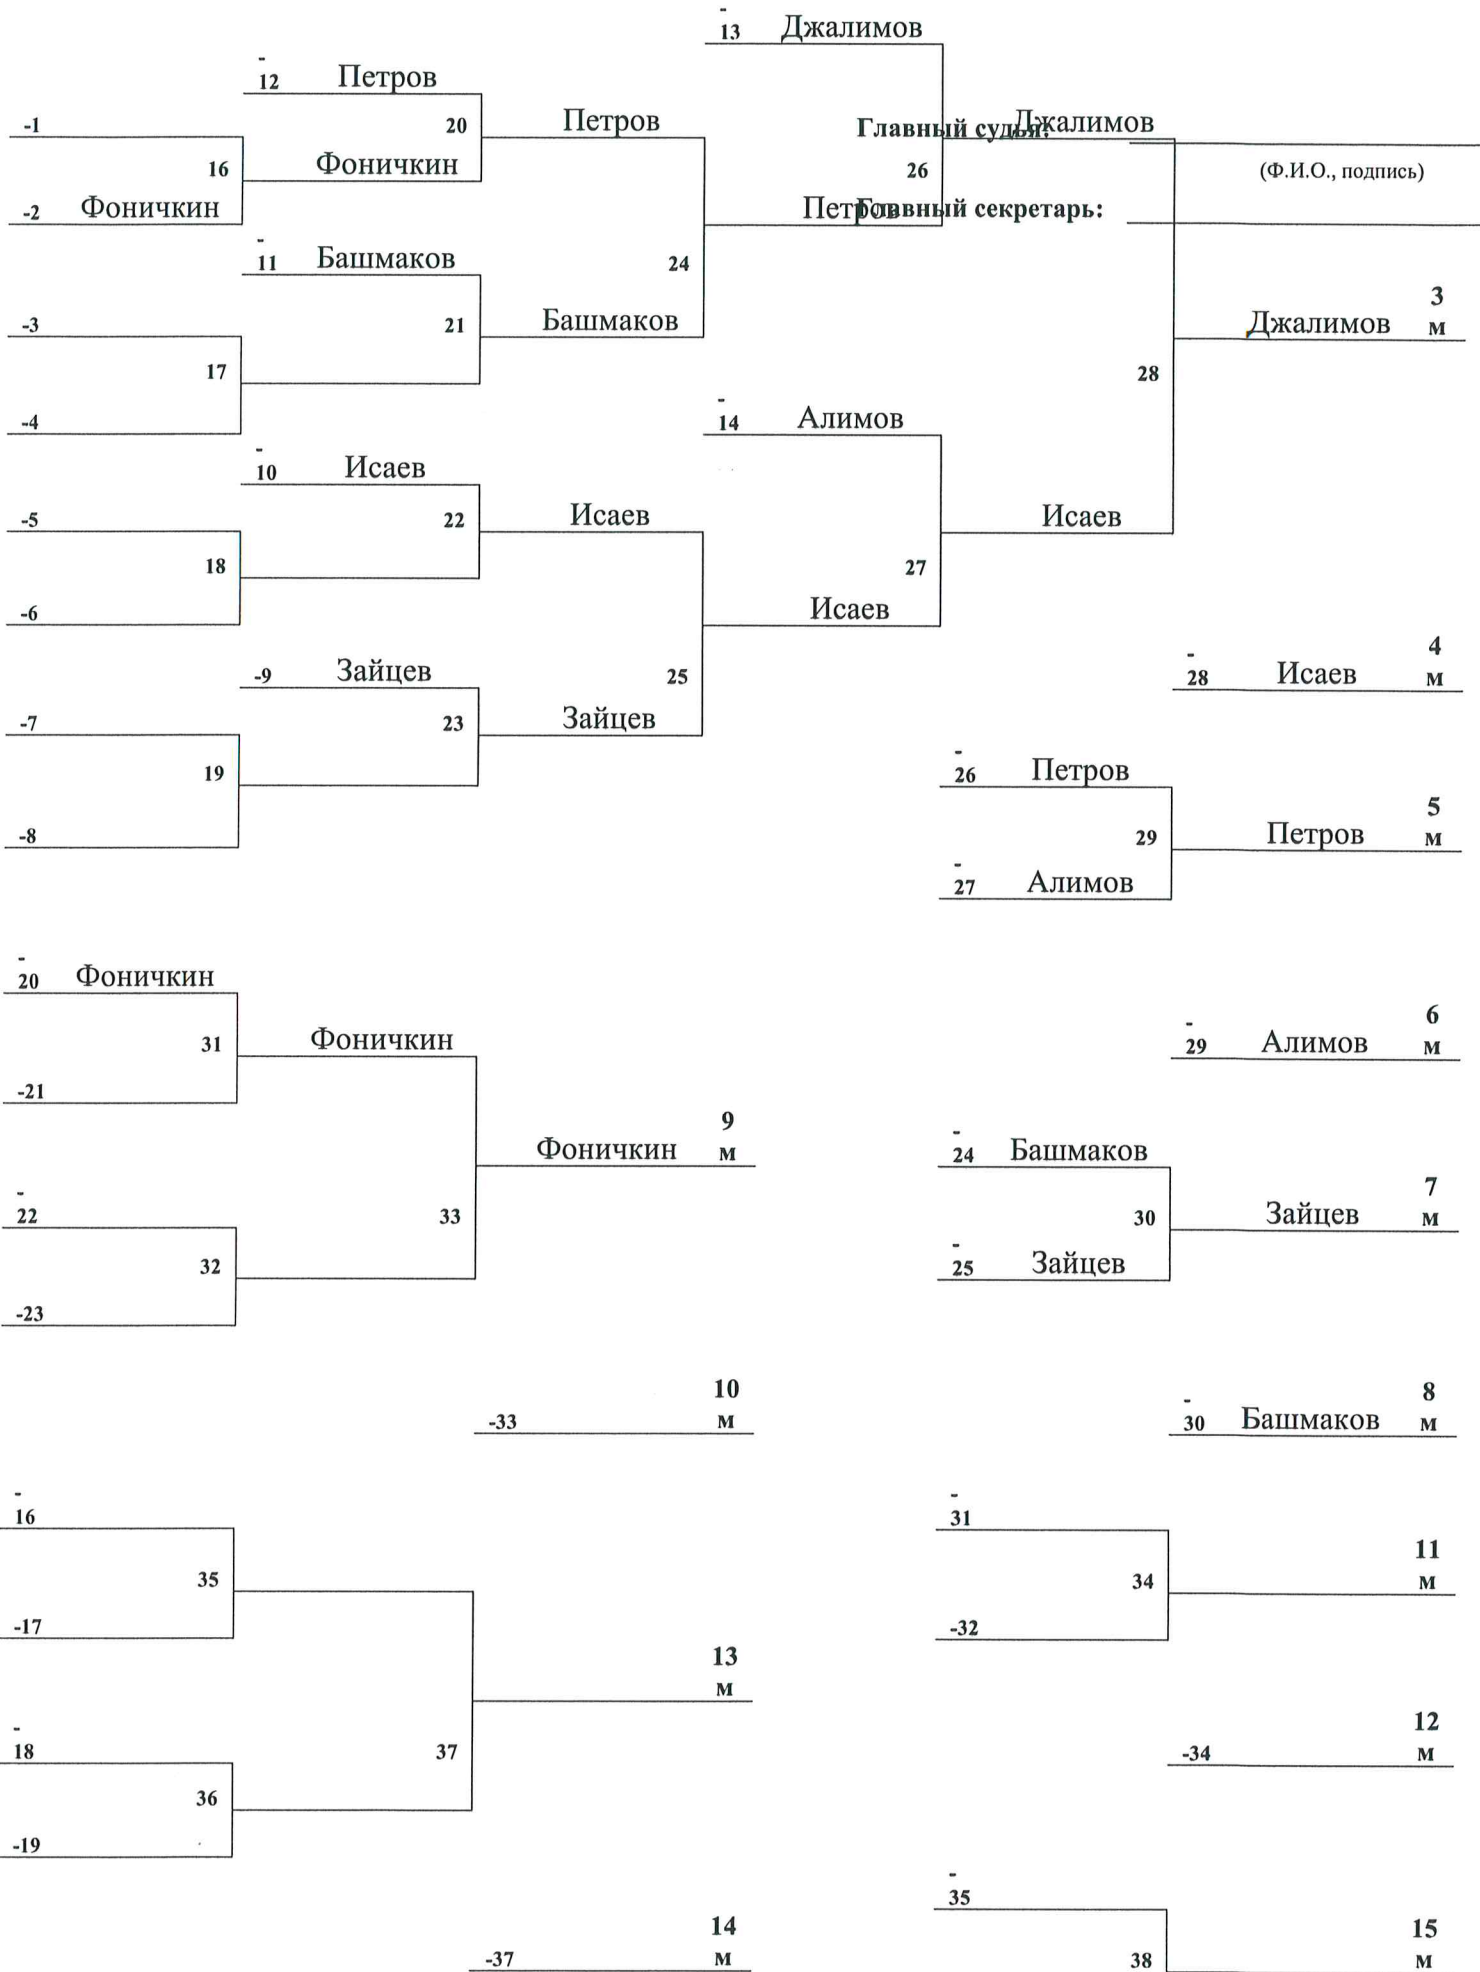 -
13 Джалимов
-
12 Петров
-1
20
Петров
Главный судья:
Джалимов
16
Фоничкин
26
(Ф.И.О., подпись)
-2 Фоничкин
Петров
Главный секретарь:
-
11 Башмаков
24
3
-3
21
Башмаков
Джалимов м
17
28
-4
-
14 Алимов
-
10 Исаев
-5
22
Исаев
Исаев
18
27
-6
Исаев
4
-
28 Исаев м
-9 Зайцев
25
-7
23
Зайцев
19
-
26 Петров
5
-8
29
Петров м
-
27 Алимов
-
20 Фоничкин
6
31
Фоничкин
-
29 Алимов м
-21
9
Фоничкин м
-
24 Башмаков
7
-
22
33
30
Зайцев м
32
-
25 Зайцев
-23
10
-33 м
8
-
30 Башмаков м
-
16
-
31
11
35
34
м
-17
-32
13
м
12
-
18
37
-34 м
36
-19
-
35
14
-37 м
15
38
м